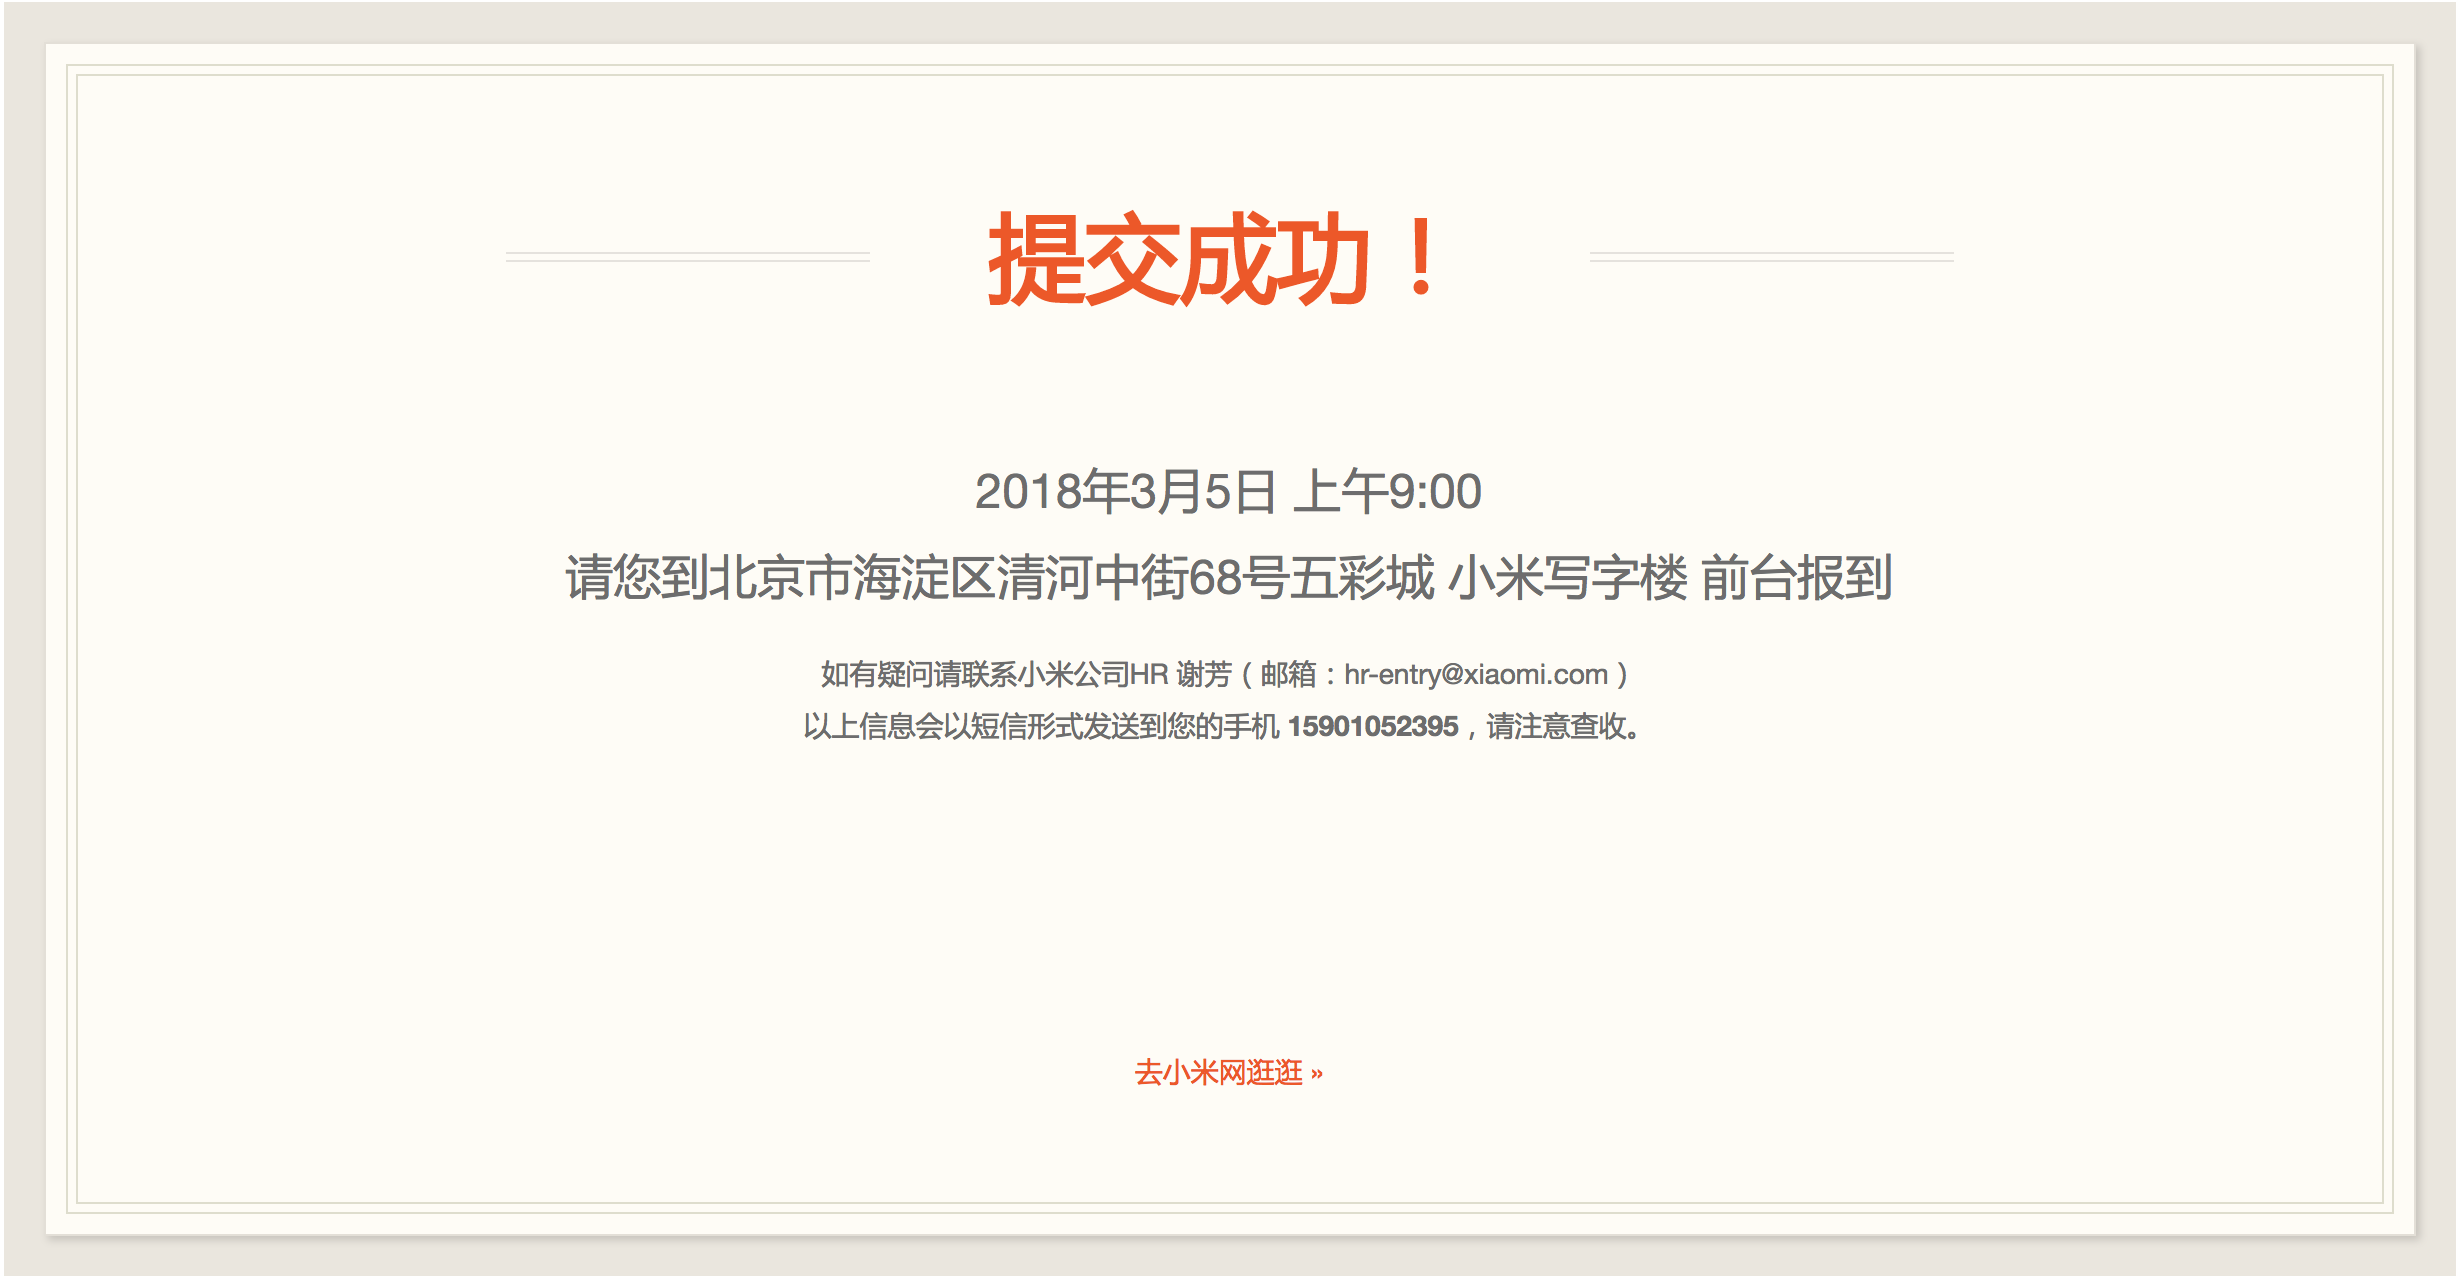 提交成功！
2018年3月5日 上午9:00
请您到北京市海淀区清河中街68号五彩城 小米写字楼 前台报到
如有疑问请联系小米公司HR 谢芳（邮箱：hr-entry@xiaomi.com）
以上信息会以短信形式发送到您的手机 15901052395，请注意查收。
去小米网逛逛 »